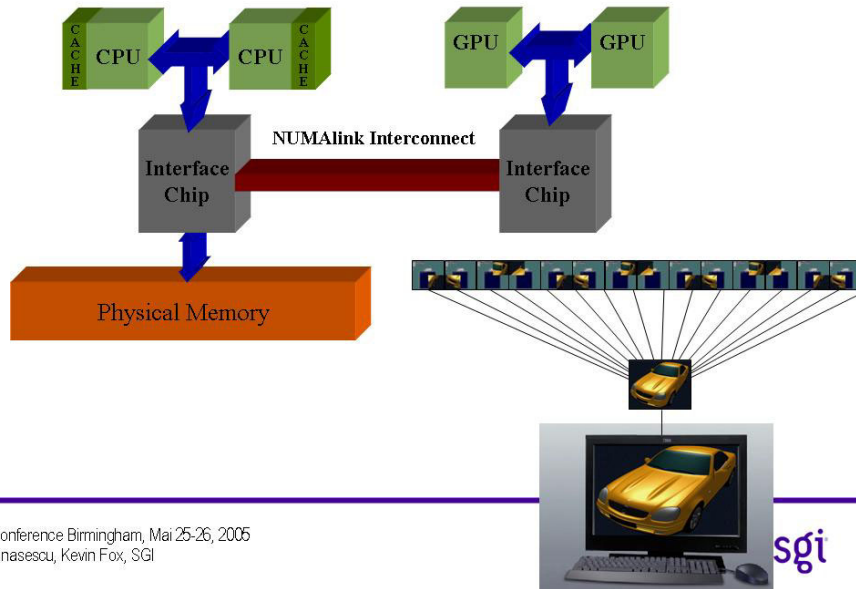 CACHE
CPU
CPU
CACHE
GPU
GPU
NUMAlink Interconnect
Interface
Chip
Interface
Chip
Physical Memory
onference Birmingham, Mai 25-26, 2005
nasescu, Kevin Fox, SGI
sgi